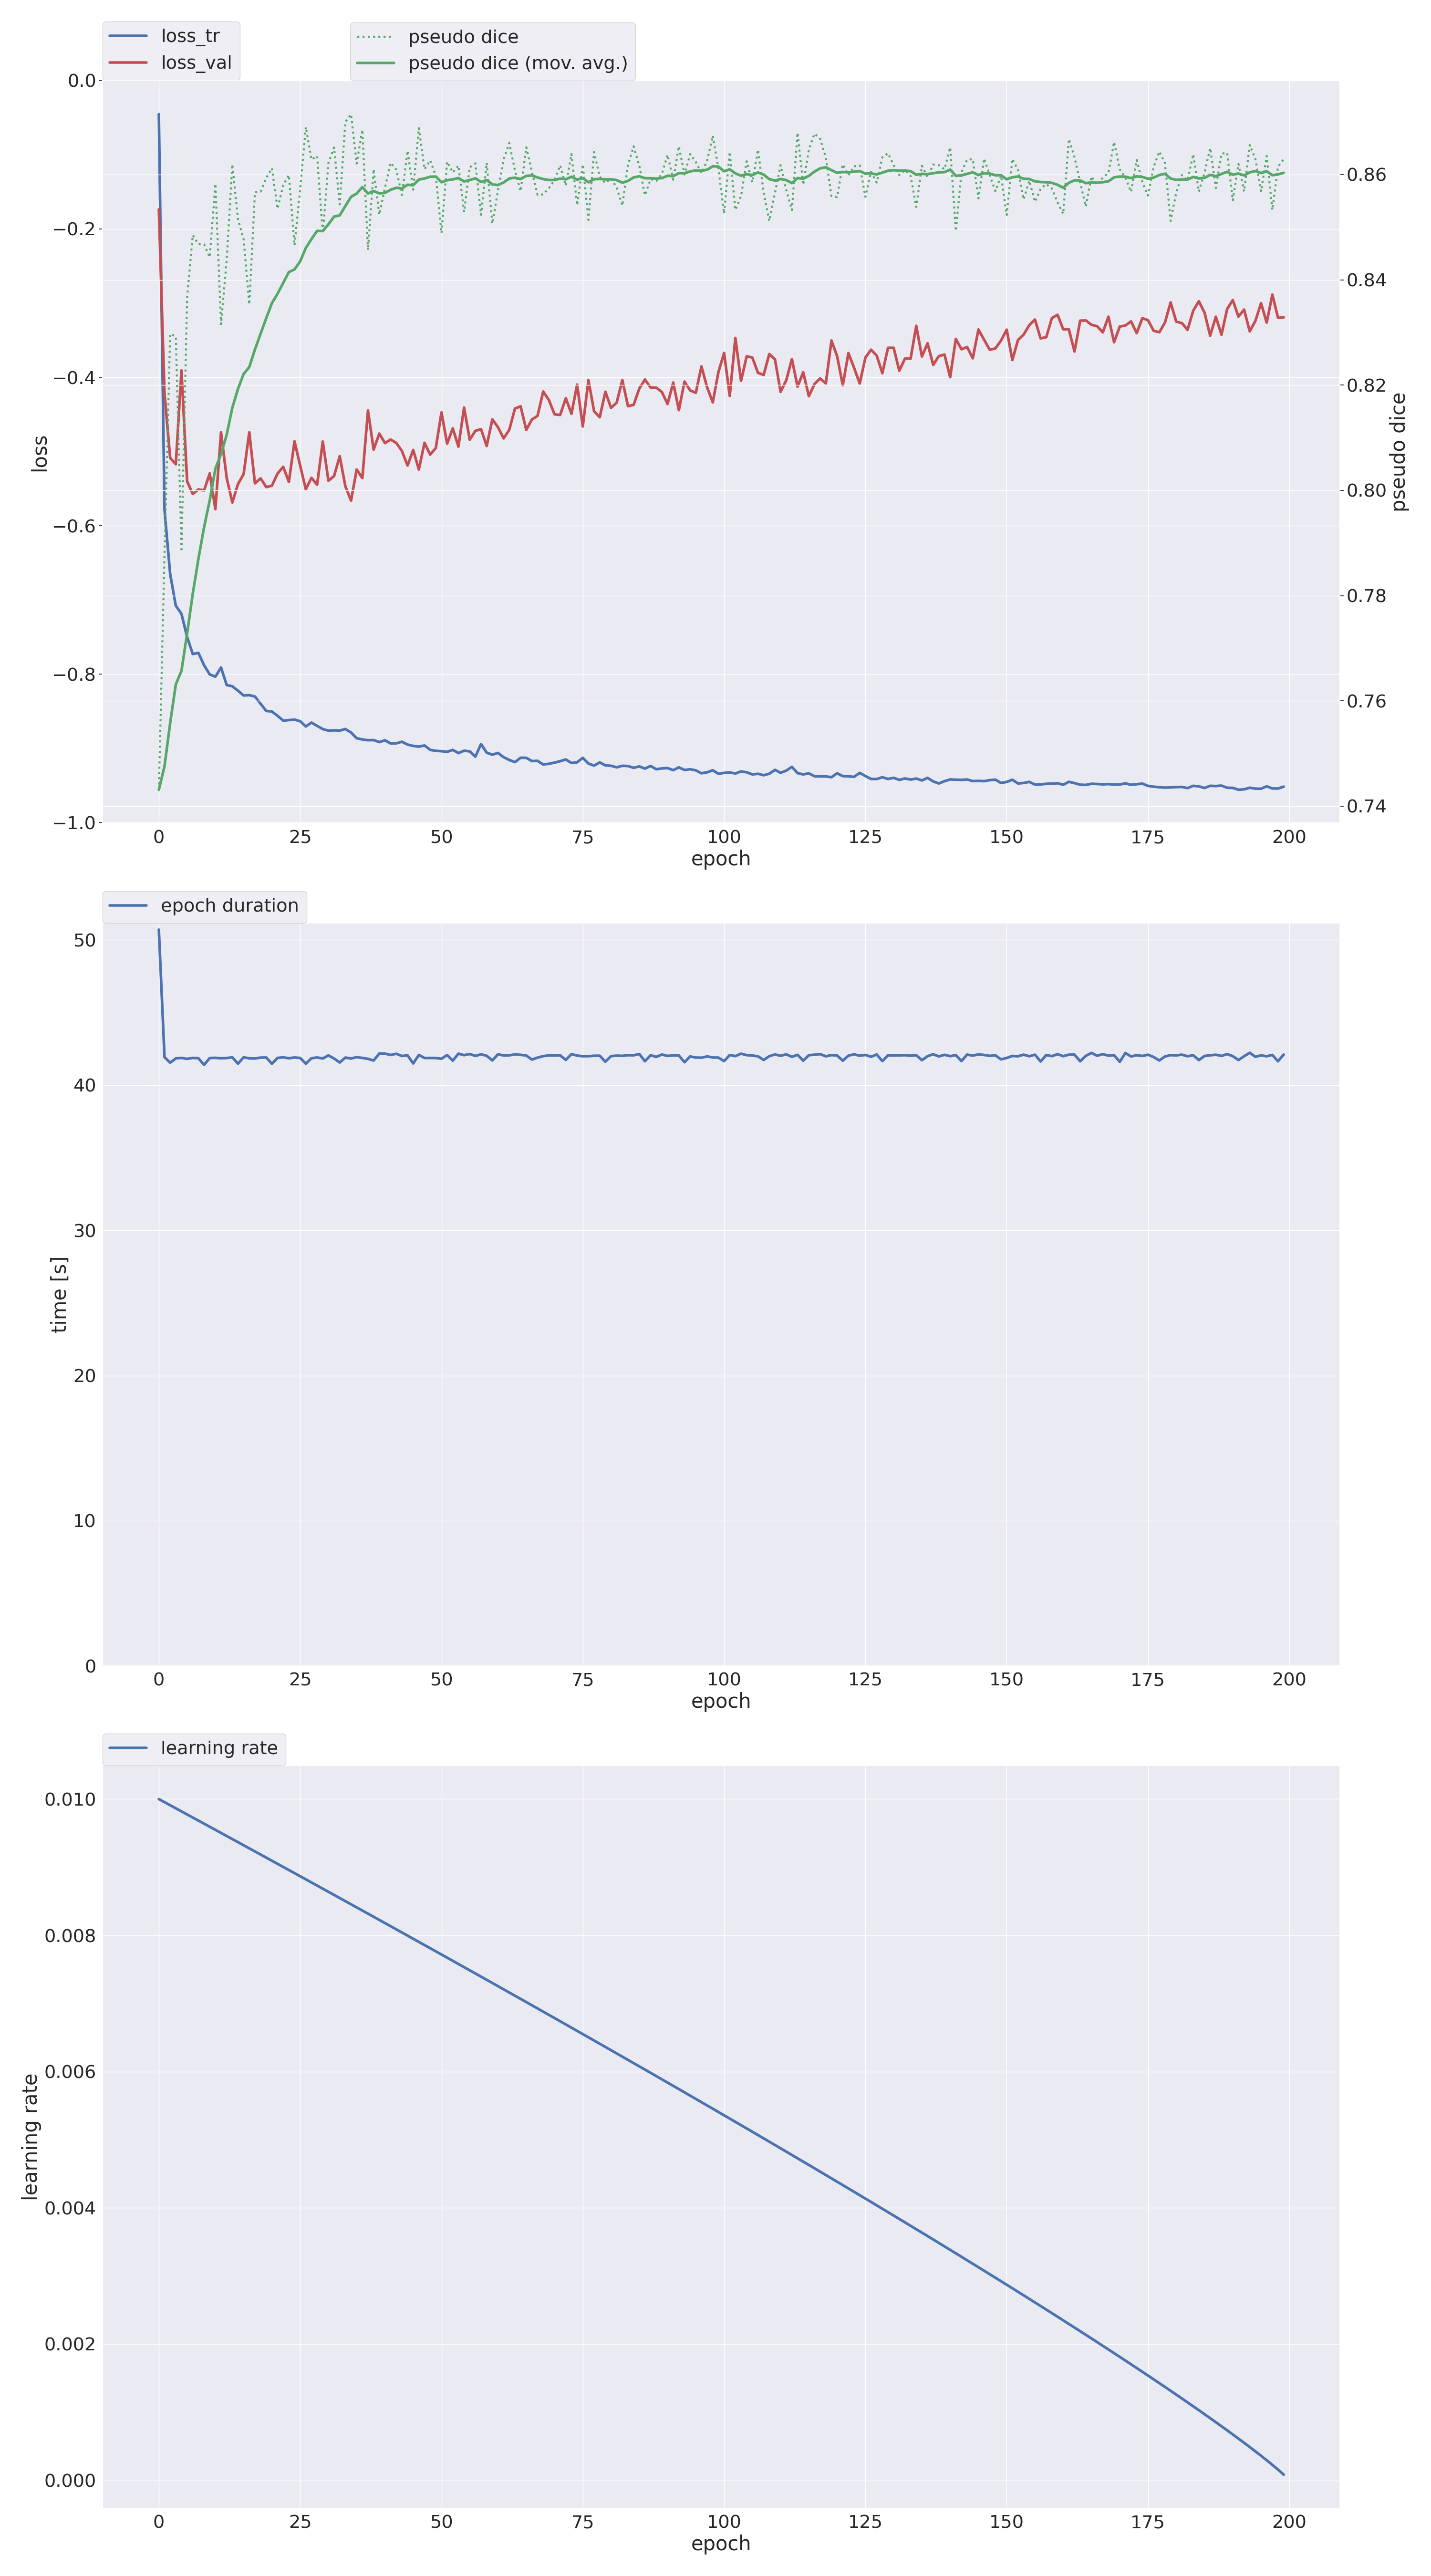 loss_tr
loss_val
pseudo dice
pseudo dice (mov. avg.)
0.0
−0.2
−0.4
−0.6
−0.8
−1.0
loss
0.86
0.84
0.82
0.80
0.78
0.76
0.74
pseudo dice
0 25 50 75 100 125 150 175 200
epoch
epoch duration
50
40
30
20
10
0
time [s]
0 25 50 75 100 125 150 175 200
epoch
learning rate
0.010
0.008
0.006
0.004
0.002
0.000
learning rate
0 25 50 75 100 125 150 175 200
epoch